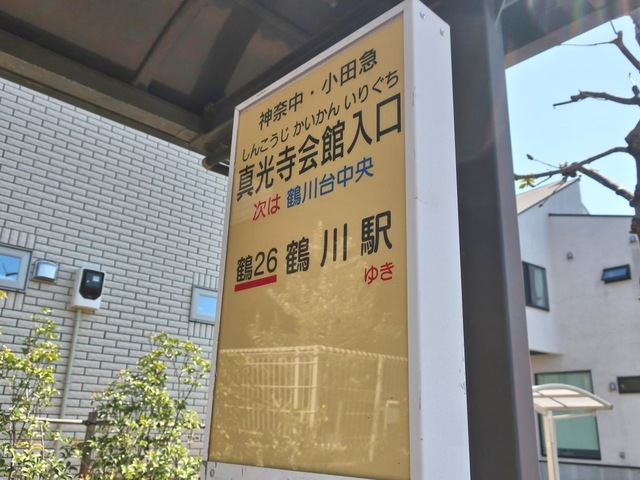 神奈中・小田急
しんこうじ かいかん いりぐち
真光寺会館入口
次は 鶴川台中央
鶴26 鶴川駅
ゆき